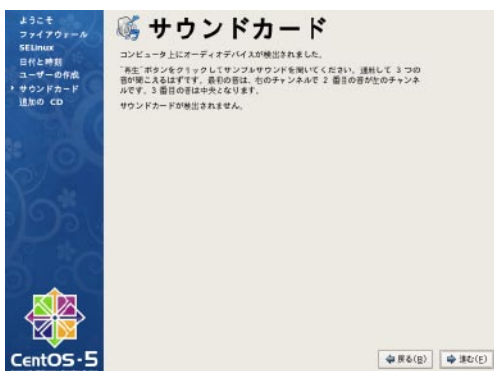 ようこそ
ファイアウォール
SELinux
日付と時刻
ユーザーの作成
サウンドカード
追加の CD
サウンドカード
コンピュータ上にオーディオデバイスが検出されました。
"再生"ボタンをクリックしてサンプルサウンドを聞いてください。連続して 3 つの
音が聞こえるはずです。最初の音は、右のチャンネルで 2 番目の音が左のチャンネ
ルです。3 番目の音は中央となります。
サウンドカードが検出されません。
CentOS-5
戻る(B)
進む(F)